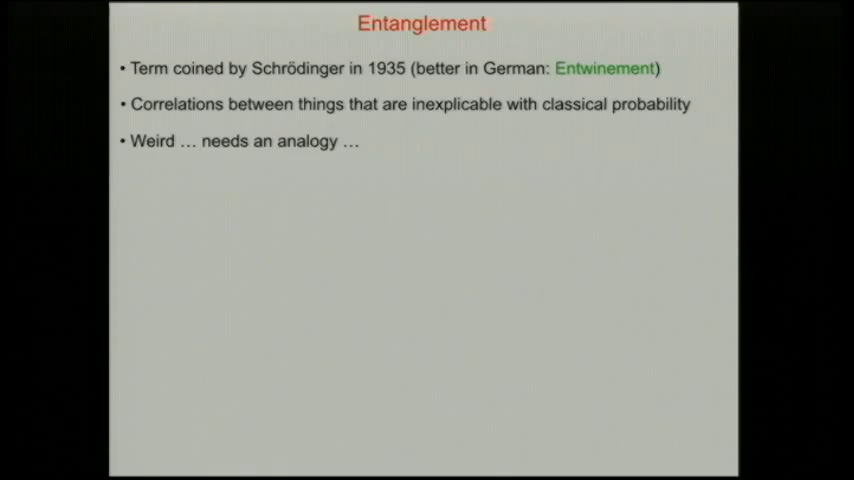 Entanglement
• Term coined by Schrödinger in 1935 (better in German: Entwinement)
• Correlations between things that are inexplicable with classical probability
• Weird … needs an analogy …